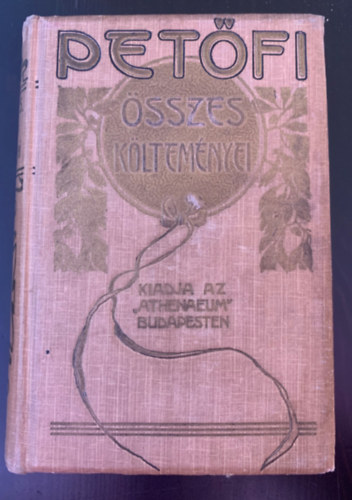 PETŐFI
ÖSSZES
KÖLTEMÉNYEI
KIADJA AZ
„ATHENAEUM"
BUDAPESTEN